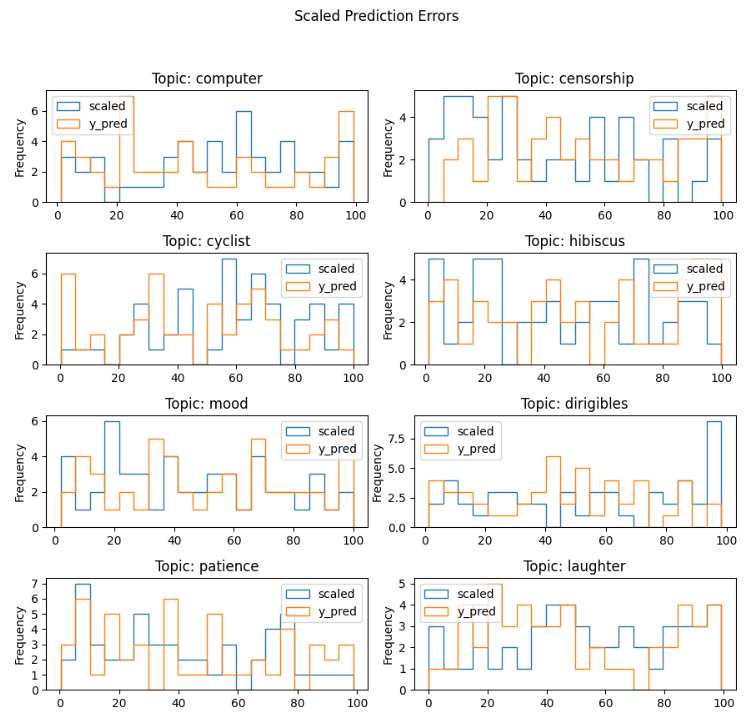 Scaled Prediction Errors
Topic: computer
Frequency
6
4
2
0
scaled
y_pred
0 20 40 60 80 100
Topic: censorship
Frequency
4
2
0
scaled
y_pred
0 20 40 60 80 100
Topic: cyclist
Frequency
6
4
2
0
scaled
y_pred
0 20 40 60 80 100
Topic: hibiscus
Frequency
4
2
0
scaled
y_pred
0 20 40 60 80 100
Topic: mood
Frequency
6
4
2
0
scaled
y_pred
0 20 40 60 80 100
Topic: dirigibles
Frequency
7.5
5.0
2.5
0.0
scaled
y_pred
0 20 40 60 80 100
Topic: patience
Frequency
7
6
5
4
3
2
1
0
scaled
y_pred
0 20 40 60 80 100
Topic: laughter
Frequency
5
4
3
2
1
0
scaled
y_pred
0 20 40 60 80 100